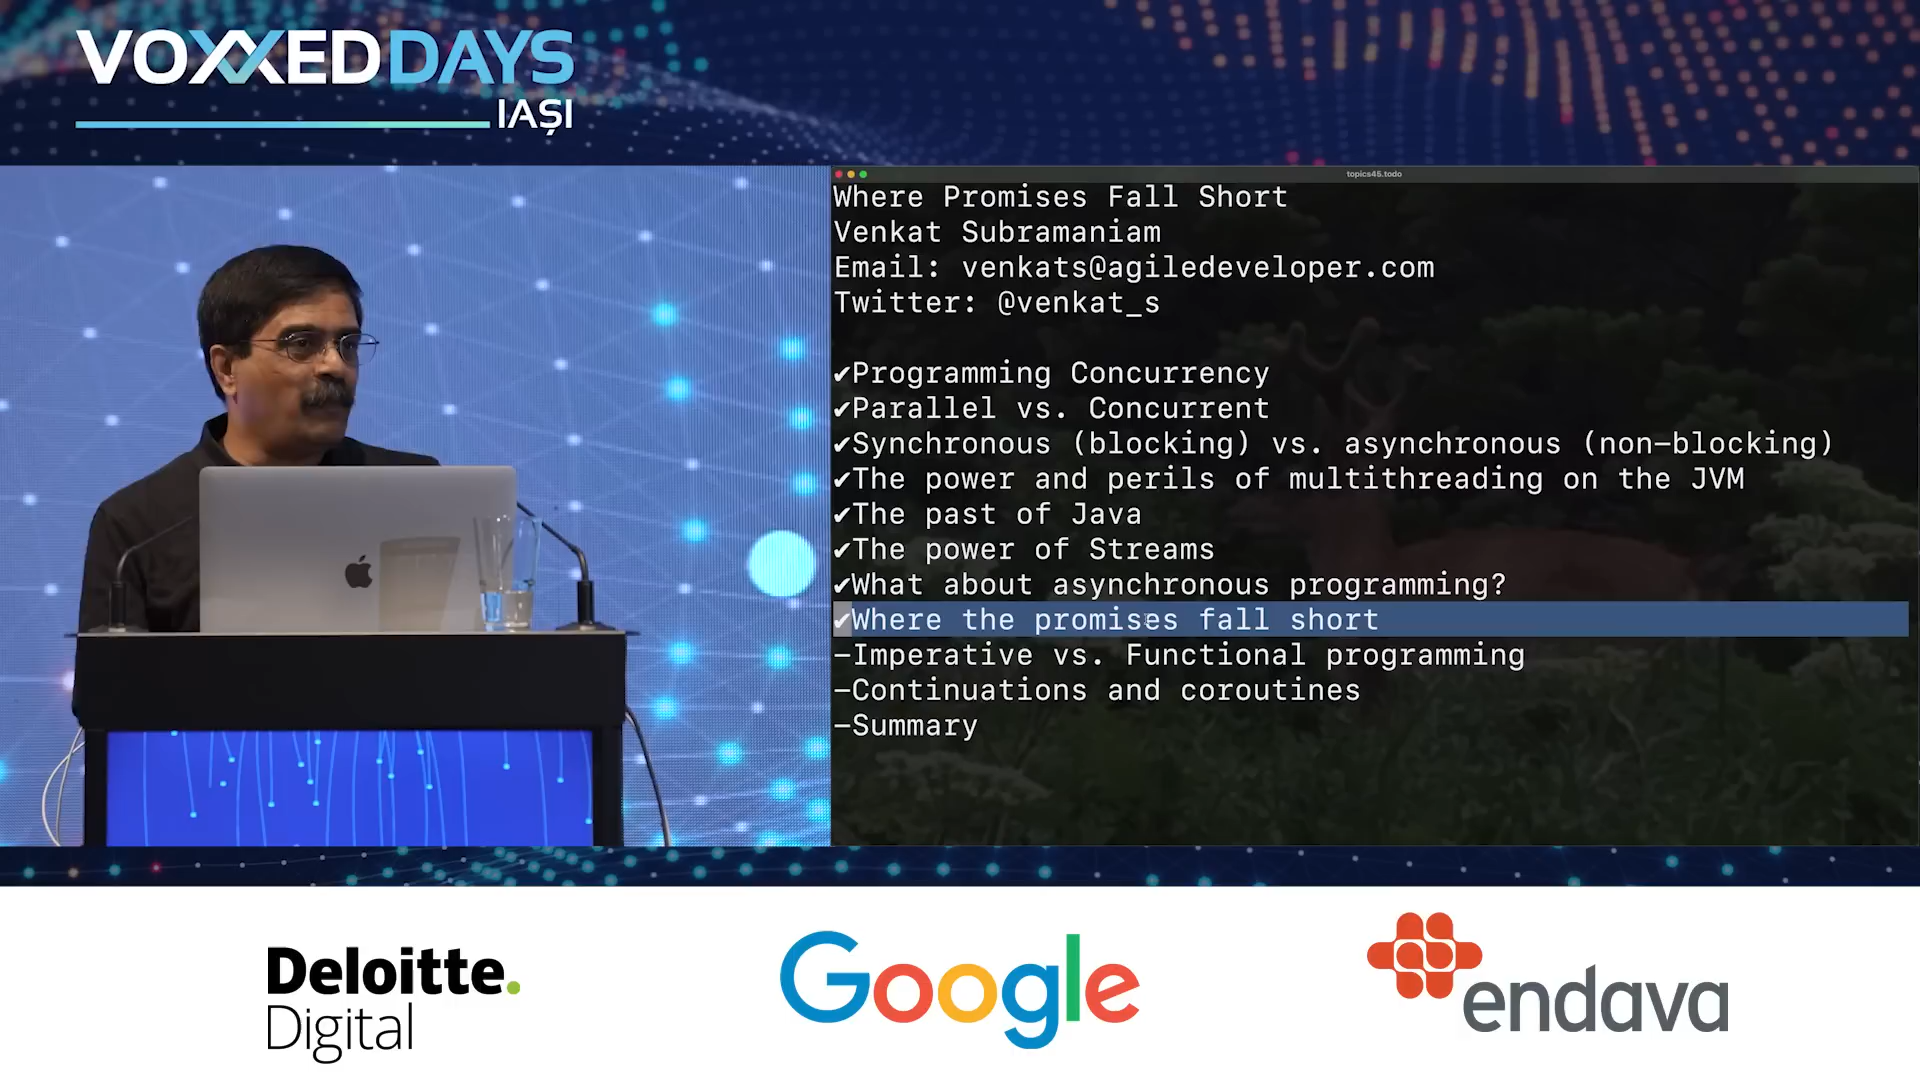 VOXXEDDAYS
IAȘI
topics45.todo
Where Promises Fall Short
Venkat Subramaniam
Email: venkats@agiledeveloper.com
Twitter: @venkat_s
✔Programming Concurrency
✔Parallel vs. Concurrent
✔Synchronous (blocking) vs. asynchronous (non-blocking)
✔The power and perils of multithreading on the JVM
✔The past of Java
✔The power of Streams
✔What about asynchronous programming?
✔Where the promises fall short
-Imperative vs. Functional programming
-Continuations and coroutines
-Summary
Deloitte.
Digital
Google
endava